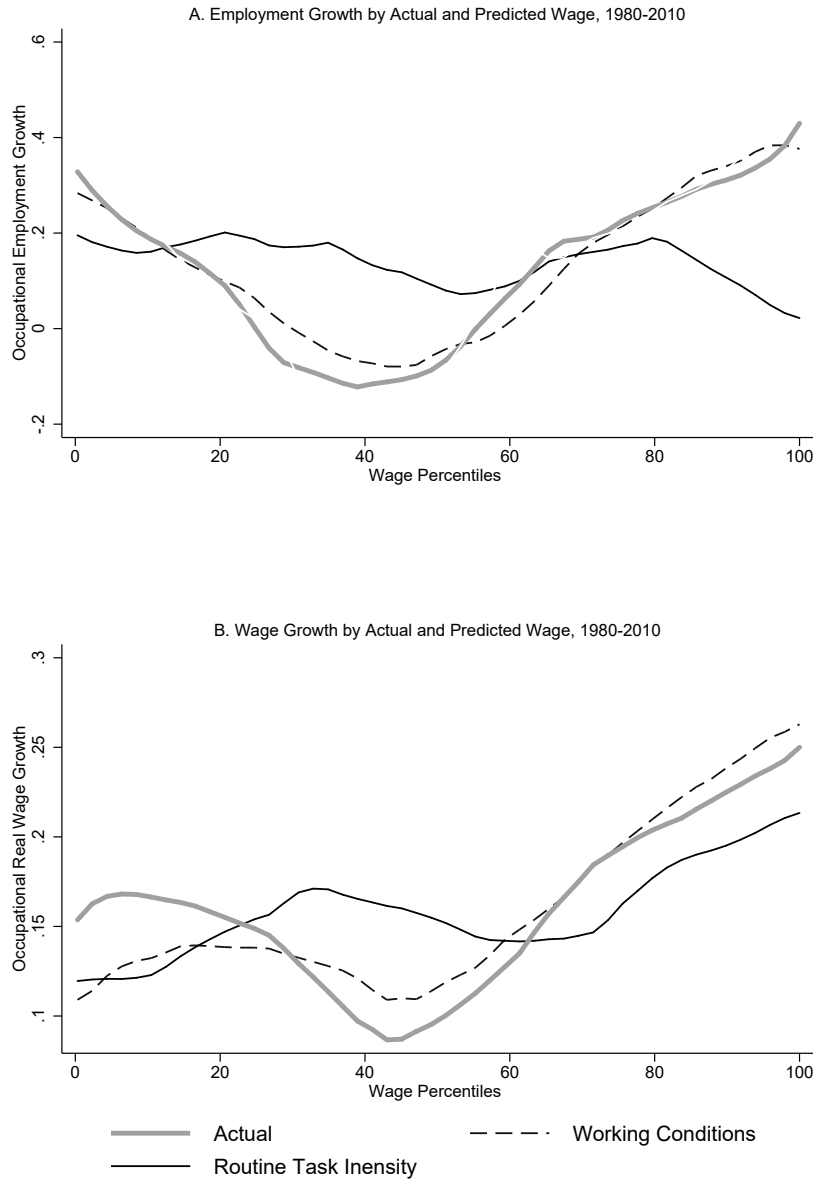 A. Employment Growth by Actual and Predicted Wage, 1980-2010
Occupational Employment Growth
.6
.4
.2
0
-.2
0 20 40 60 80 100
Wage Percentiles
B. Wage Growth by Actual and Predicted Wage, 1980-2010
Occupational Real Wage Growth
.3
.25
.2
.15
.1
0 20 40 60 80 100
Wage Percentiles
Actual Working Conditions
Routine Task Inensity